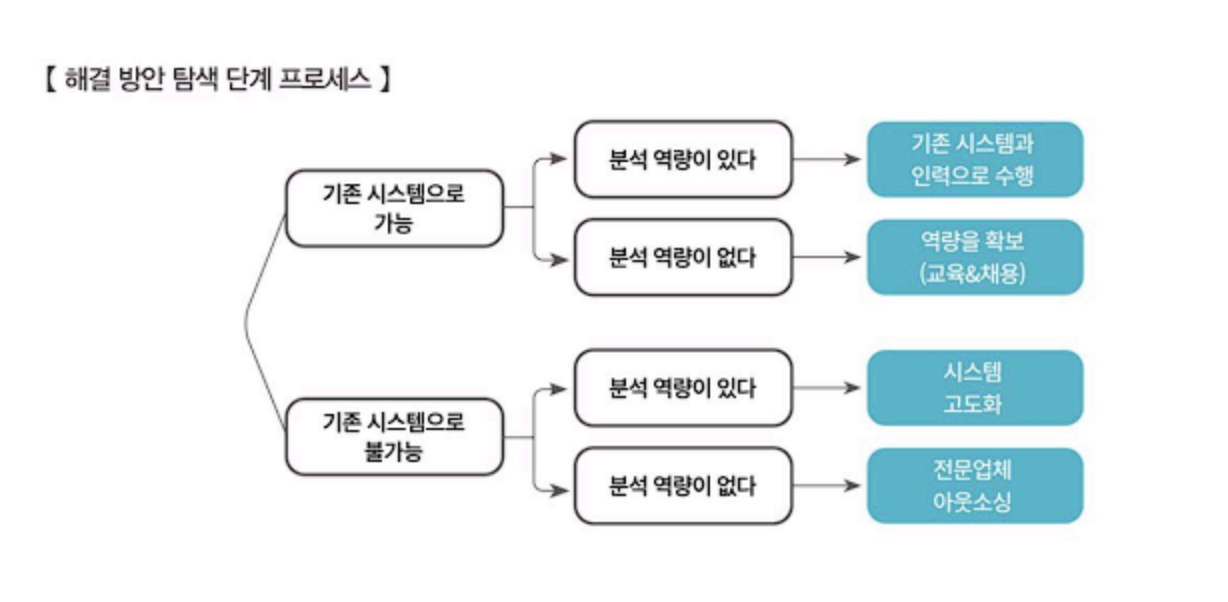 【 해결 방안 탐색 단계 프로세스 】
기존 시스템으로
가능
분석 역량이 있다
기존 시스템과
인력으로 수행
분석 역량이 없다
역량을 확보
(교육&채용)
기존 시스템으로
불가능
분석 역량이 있다
시스템
고도화
분석 역량이 없다
전문업체
아웃소싱